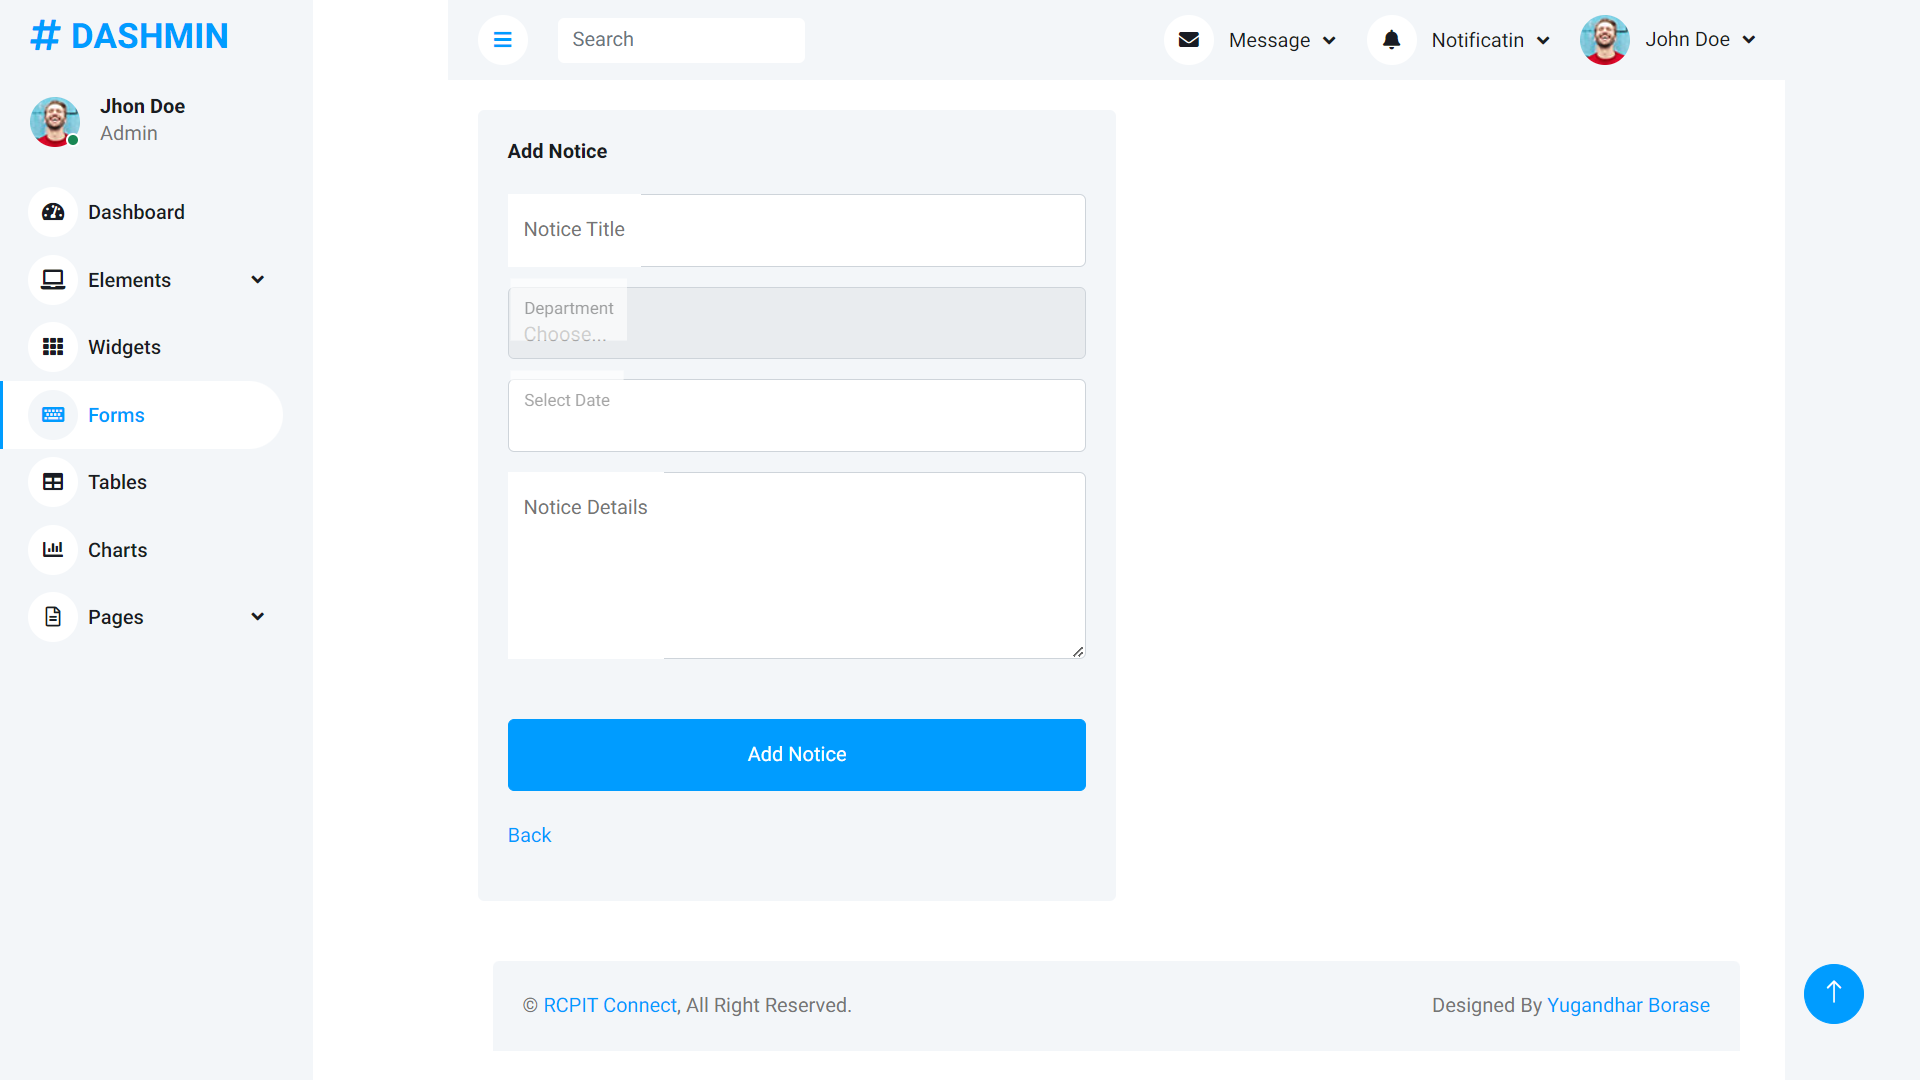 # DASHMIN
Jhon Doe
Admin
Dashboard
Elements
Widgets
Forms
Tables
Charts
Pages
Search
Message
Notificatin
John Doe
Add Notice
Notice Title
Department
Choose...
Select Date
Notice Details
Add Notice
Back
© RCPIT Connect, All Right Reserved.
Designed By Yugandhar Borase